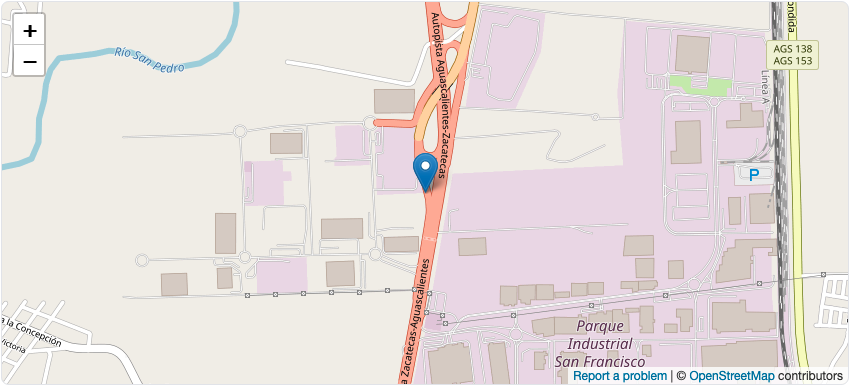 +
−
Río San Pedro
Autopista Aguascalientes-Zacatecas
ondida
AGS 138
AGS 153
Línea A
P
a Zacatecas-Aguascalientes
a la Concepción
victoria
Parque
Industrial
San Francisco
Report a problem | © OpenStreetMap contributors